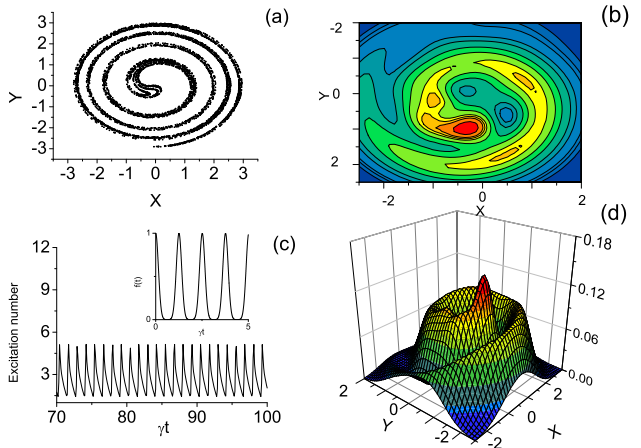 (a)
3
2
1
0
-1
-2
-3
Y
-3 -2 -1 0 1 2 3
X
(b)
-2
0
2
Y
-2 0 2
X
(c)
12
9
6
3
Excitation number
70 80 90 100
γt
1
0
f(t)
0 5
γt
(d)
0.18
0.12
0.06
0.00
2 0 -2
Y
-2 0 2
X